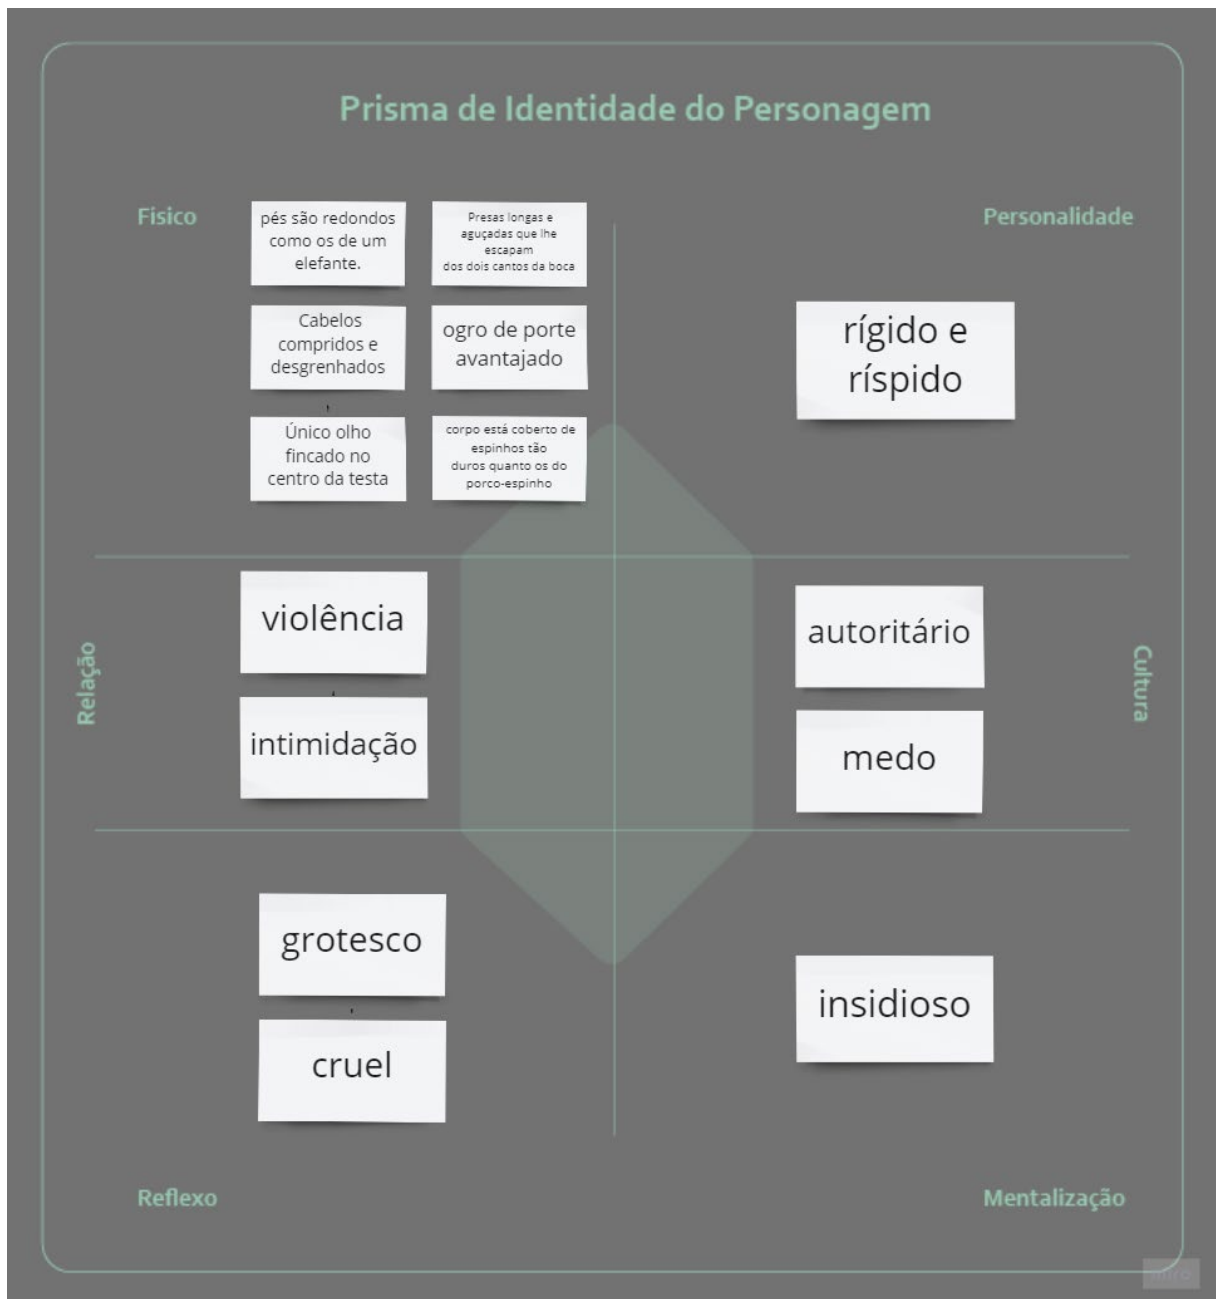 Prisma de Identidade do Personagem
Fisico
pés são redondos
como os de um
elefante.
Presas longas e
aguçadas que lhe
escapam
dos dois cantos da boca
Cabelos
compridos e
desgrenhados
ogro de porte
avantajado
Único olho
fincado no
centro da testa
corpo está coberto de
espinhos tão
duros quanto os do
porco-espinho
Personalidade
rígido e
ríspido
Relação
violência
intimidação
autoritário
medo
Cultura
grotesco
cruel
Reflexo
insidioso
Mentalização
miro